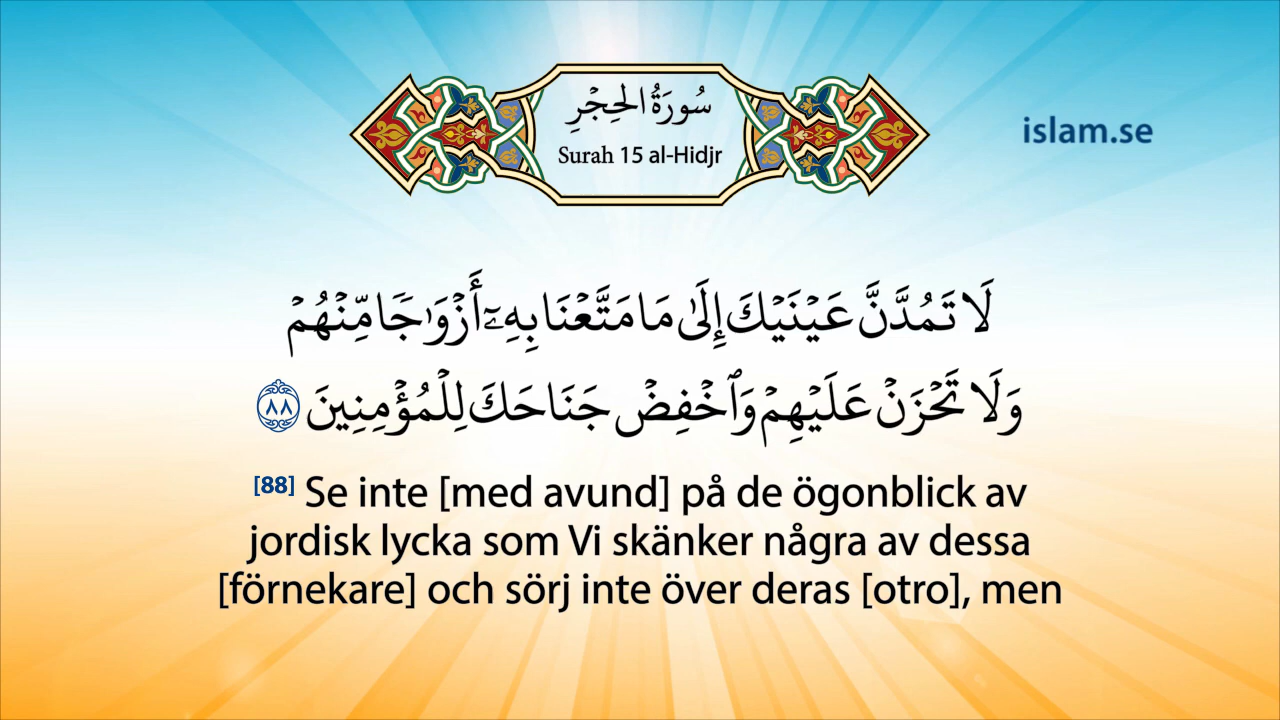 سُورَةُ الحِجْرِ
Surah 15 al-Hidjr
islam.se
لَا تَمُدَّنَّ عَيْنَيْكَ إِلَىٰ مَا مَتَّعْنَا بِهِۦٓ أَزْوَٰجًا مِّنْهُمْ
وَلَا تَحْزَنْ عَلَيْهِمْ وَٱخْفِضْ جَنَاحَكَ لِلْمُؤْمِنِينَ ٨٨
[88] Se inte [med avund] på de ögonblick av
jordisk lycka som Vi skänker några av dessa
[förnekare] och sörj inte över deras [otro], men